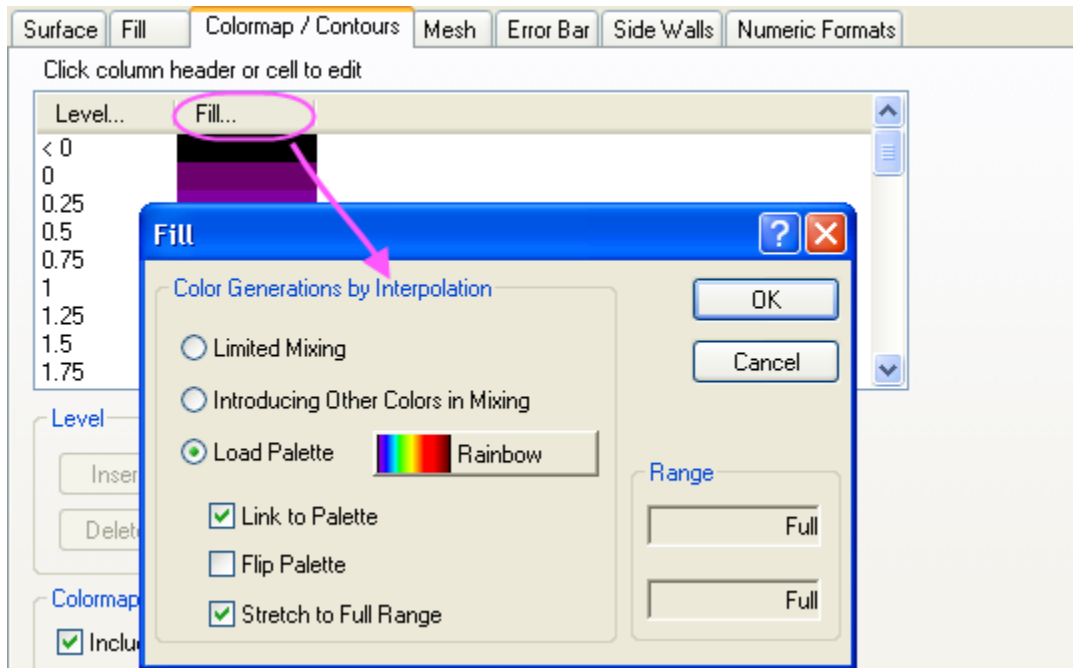 Surface Fill Colormap / Contours Mesh Error Bar Side Walls Numeric Formats
Click column header or cell to edit
Level... Fill...
< 0
0
0.25
0.5
0.75
1
1.25
1.5
1.75
Fill
Color Generations by Interpolation
OK
Limited Mixing
Cancel
Introducing Other Colors in Mixing
Load Palette Rainbow
Link to Palette
Flip Palette
Stretch to Full Range
Range
Full
Full
Level
Inser
Delet
Colormap
Inclu